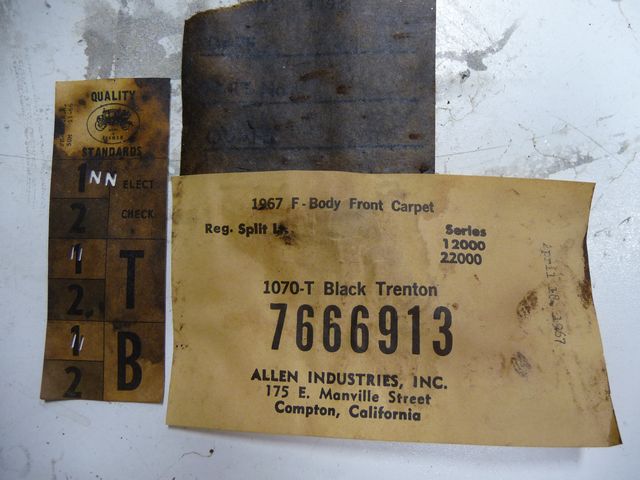 QUALITY
STANDARDS
1 NN ELECT
2 CHECK
1 T
2
1 B
2
1967 F-Body Front Carpet
Reg. Split
Series
12000
22000
1070-T Black Trenton
7666913
ALLEN INDUSTRIES, INC.
175 E. Manville Street
Compton, California
April 18, 1967